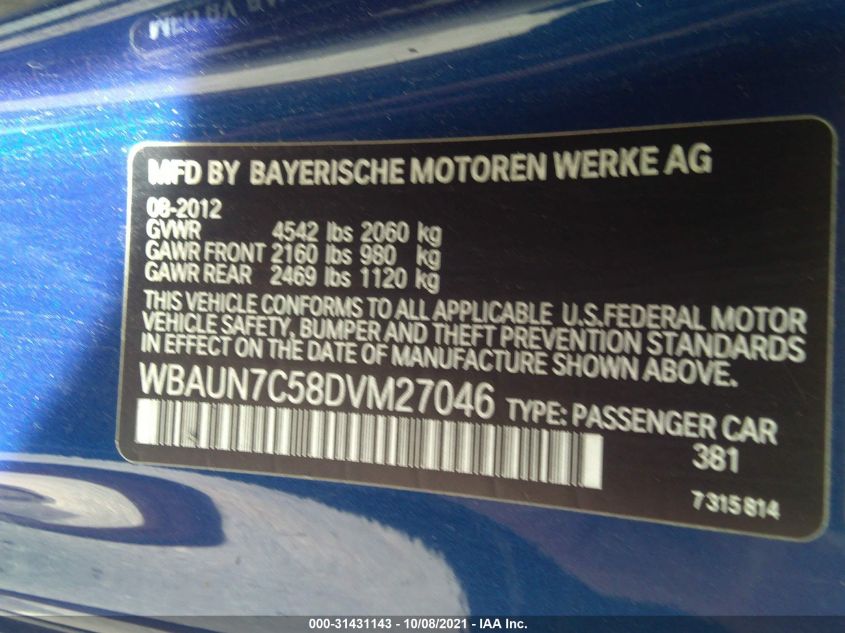 MFD BY BAYERISCHE MOTOREN WERKE AG
08-2012
GVWR 4542 lbs 2060 kg
GAWR FRONT 2160 lbs 980 kg
GAWR REAR 2469 lbs 1120 kg
THIS VEHICLE CONFORMS TO ALL APPLICABLE U.S.FEDERAL MOTOR
VEHICLE SAFETY, BUMPER AND THEFT PREVENTION STANDARDS
IN EFFECT ON THE DATE OF MANUFACTURE SHOWN ABOVE.
WBAUN7C58DVM27046 TYPE: PASSENGER CAR
381
7315814
000-31431143 - 10/08/2021 - IAA Inc.